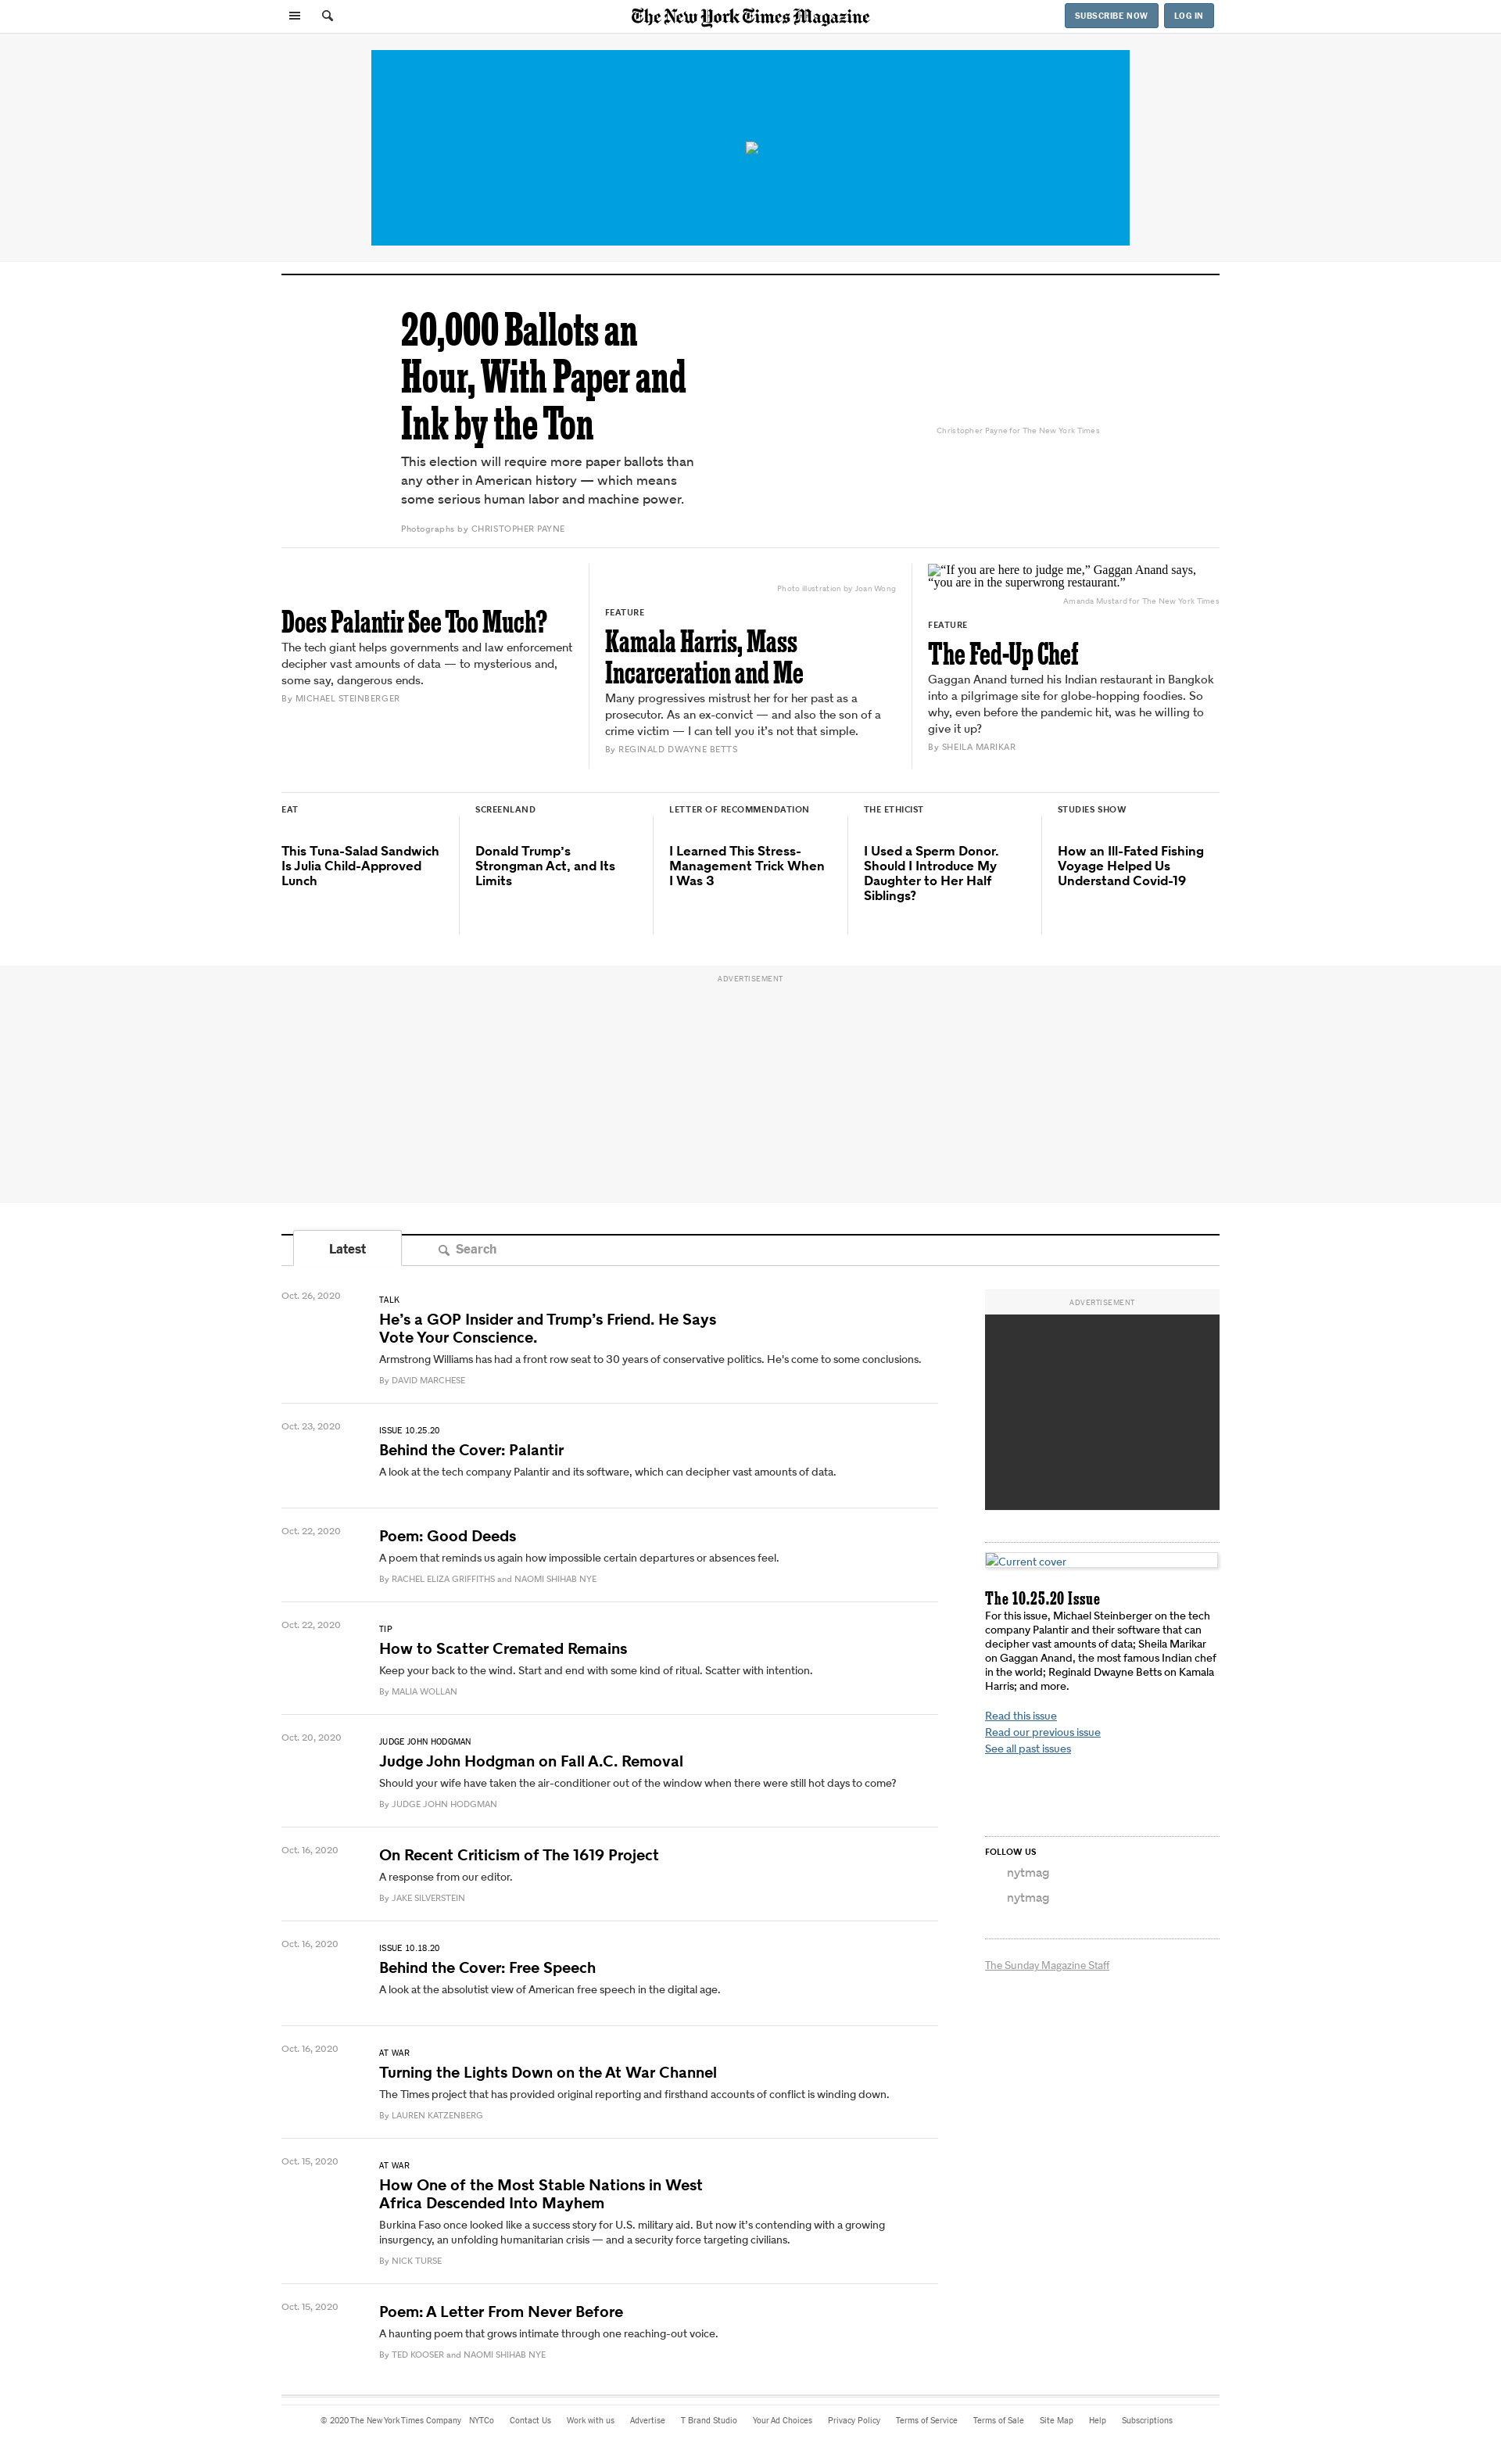 The New York Times Magazine
SUBSCRIBE NOW
LOG IN
20,000 Ballots an
Hour, With Paper and
Ink by the Ton
This election will require more paper ballots than
any other in American history — which means
some serious human labor and machine power.
Photographs by CHRISTOPHER PAYNE
Christopher Payne for The New York Times
Does Palantir See Too Much?
The tech giant helps governments and law enforcement
decipher vast amounts of data — to mysterious and,
some say, dangerous ends.
By MICHAEL STEINBERGER
Photo illustration by Joan Wong
FEATURE
Kamala Harris, Mass
Incarceration and Me
Many progressives mistrust her for her past as a
prosecutor. As an ex-convict — and also the son of a
crime victim — I can tell you it’s not that simple.
By REGINALD DWAYNE BETTS
“If you are here to judge me,” Gaggan Anand says,
“you are in the superwrong restaurant.”
Amanda Mustard for The New York Times
FEATURE
The Fed-Up Chef
Gaggan Anand turned his Indian restaurant in Bangkok
into a pilgrimage site for globe-hopping foodies. So
why, even before the pandemic hit, was he willing to
give it up?
By SHEILA MARIKAR
EAT
This Tuna-Salad Sandwich
Is Julia Child-Approved
Lunch
SCREENLAND
Donald Trump’s
Strongman Act, and Its
Limits
LETTER OF RECOMMENDATION
I Learned This Stress-
Management Trick When
I Was 3
THE ETHICIST
I Used a Sperm Donor.
Should I Introduce My
Daughter to Her Half
Siblings?
STUDIES SHOW
How an Ill-Fated Fishing
Voyage Helped Us
Understand Covid-19
ADVERTISEMENT
Latest
Search
Oct. 26, 2020
TALK
He’s a GOP Insider and Trump’s Friend. He Says
Vote Your Conscience.
Armstrong Williams has had a front row seat to 30 years of conservative politics. He's come to some conclusions.
By DAVID MARCHESE
Oct. 23, 2020
ISSUE 10.25.20
Behind the Cover: Palantir
A look at the tech company Palantir and its software, which can decipher vast amounts of data.
Oct. 22, 2020
Poem: Good Deeds
A poem that reminds us again how impossible certain departures or absences feel.
By RACHEL ELIZA GRIFFITHS and NAOMI SHIHAB NYE
Oct. 22, 2020
TIP
How to Scatter Cremated Remains
Keep your back to the wind. Start and end with some kind of ritual. Scatter with intention.
By MALIA WOLLAN
Oct. 20, 2020
JUDGE JOHN HODGMAN
Judge John Hodgman on Fall A.C. Removal
Should your wife have taken the air-conditioner out of the window when there were still hot days to come?
By JUDGE JOHN HODGMAN
Oct. 16, 2020
On Recent Criticism of The 1619 Project
A response from our editor.
By JAKE SILVERSTEIN
Oct. 16, 2020
ISSUE 10.18.20
Behind the Cover: Free Speech
A look at the absolutist view of American free speech in the digital age.
Oct. 16, 2020
AT WAR
Turning the Lights Down on the At War Channel
The Times project that has provided original reporting and firsthand accounts of conflict is winding down.
By LAUREN KATZENBERG
Oct. 15, 2020
AT WAR
How One of the Most Stable Nations in West
Africa Descended Into Mayhem
Burkina Faso once looked like a success story for U.S. military aid. But now it’s contending with a growing
insurgency, an unfolding humanitarian crisis — and a security force targeting civilians.
By NICK TURSE
Oct. 15, 2020
Poem: A Letter From Never Before
A haunting poem that grows intimate through one reaching-out voice.
By TED KOOSER and NAOMI SHIHAB NYE
ADVERTISEMENT
Current cover
The 10.25.20 Issue
For this issue, Michael Steinberger on the tech
company Palantir and their software that can
decipher vast amounts of data; Sheila Marikar
on Gaggan Anand, the most famous Indian chef
in the world; Reginald Dwayne Betts on Kamala
Harris; and more.
Read this issue
Read our previous issue
See all past issues
FOLLOW US
nytmag
nytmag
The Sunday Magazine Staff
© 2020 The New York Times Company NYTCo Contact Us Work with us Advertise T Brand Studio Your Ad Choices Privacy Policy Terms of Service Terms of Sale Site Map Help Subscriptions